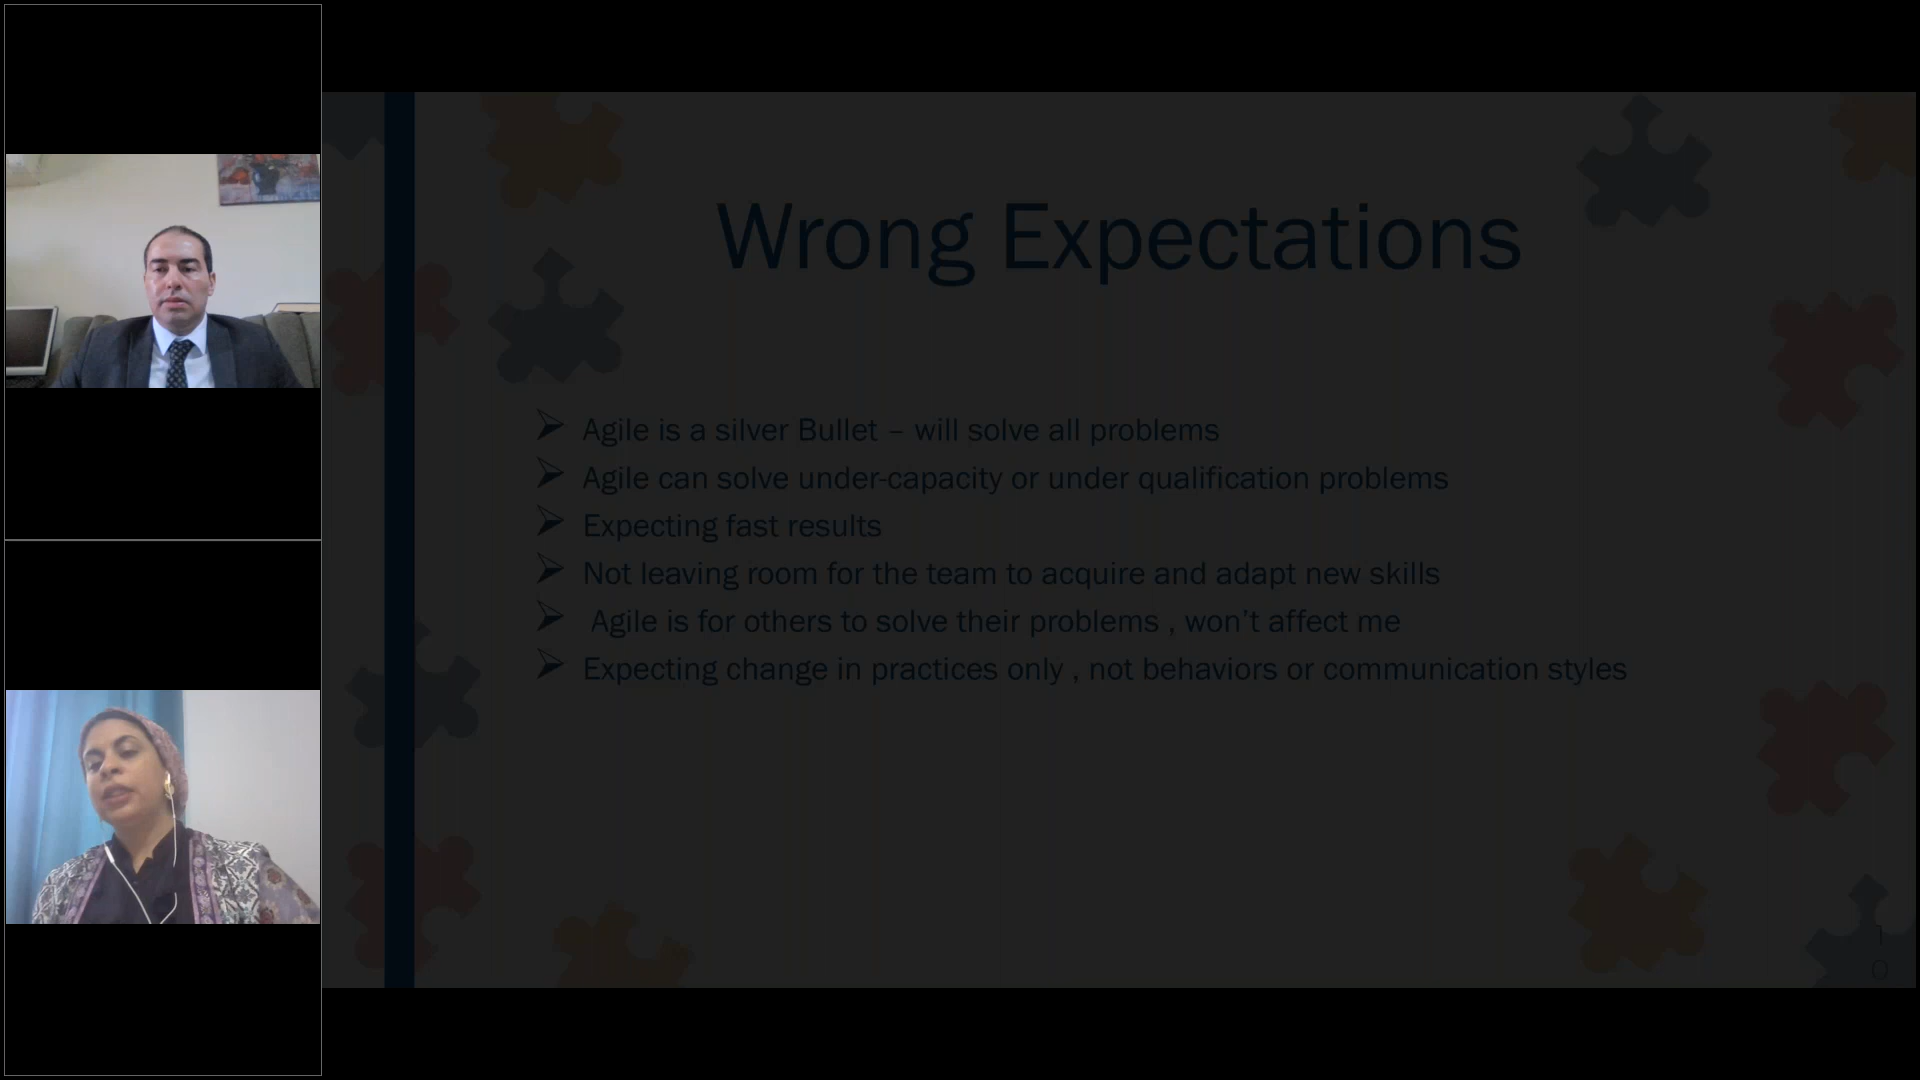 Wrong Expectations
➢ Agile is a silver Bullet – will solve all problems
➢ Agile can solve under-capacity or under qualification problems
➢ Expecting fast results
➢ Not leaving room for the team to acquire and adapt new skills
➢ Agile is for others to solve their problems , won’t affect me
➢ Expecting change in practices only , not behaviors or communication styles
1
0